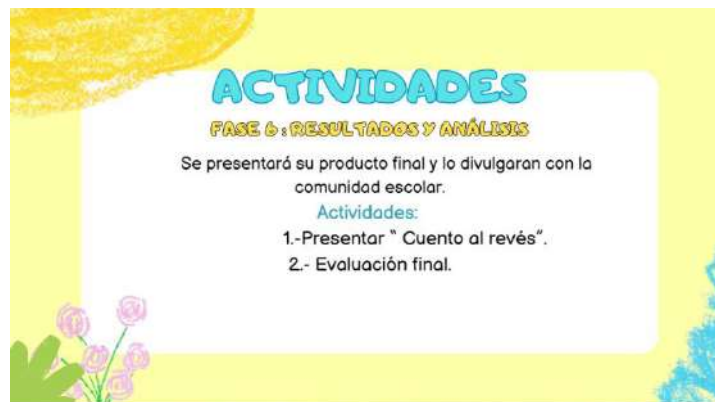 ACTIVIDADES
FASE 6 : RESULTADOS Y ANÁLISIS
Se presentará su producto final y lo divulgaran con la
comunidad escolar.
Actividades:
1.-Presentar “ Cuento al revés”.
2.- Evaluación final.